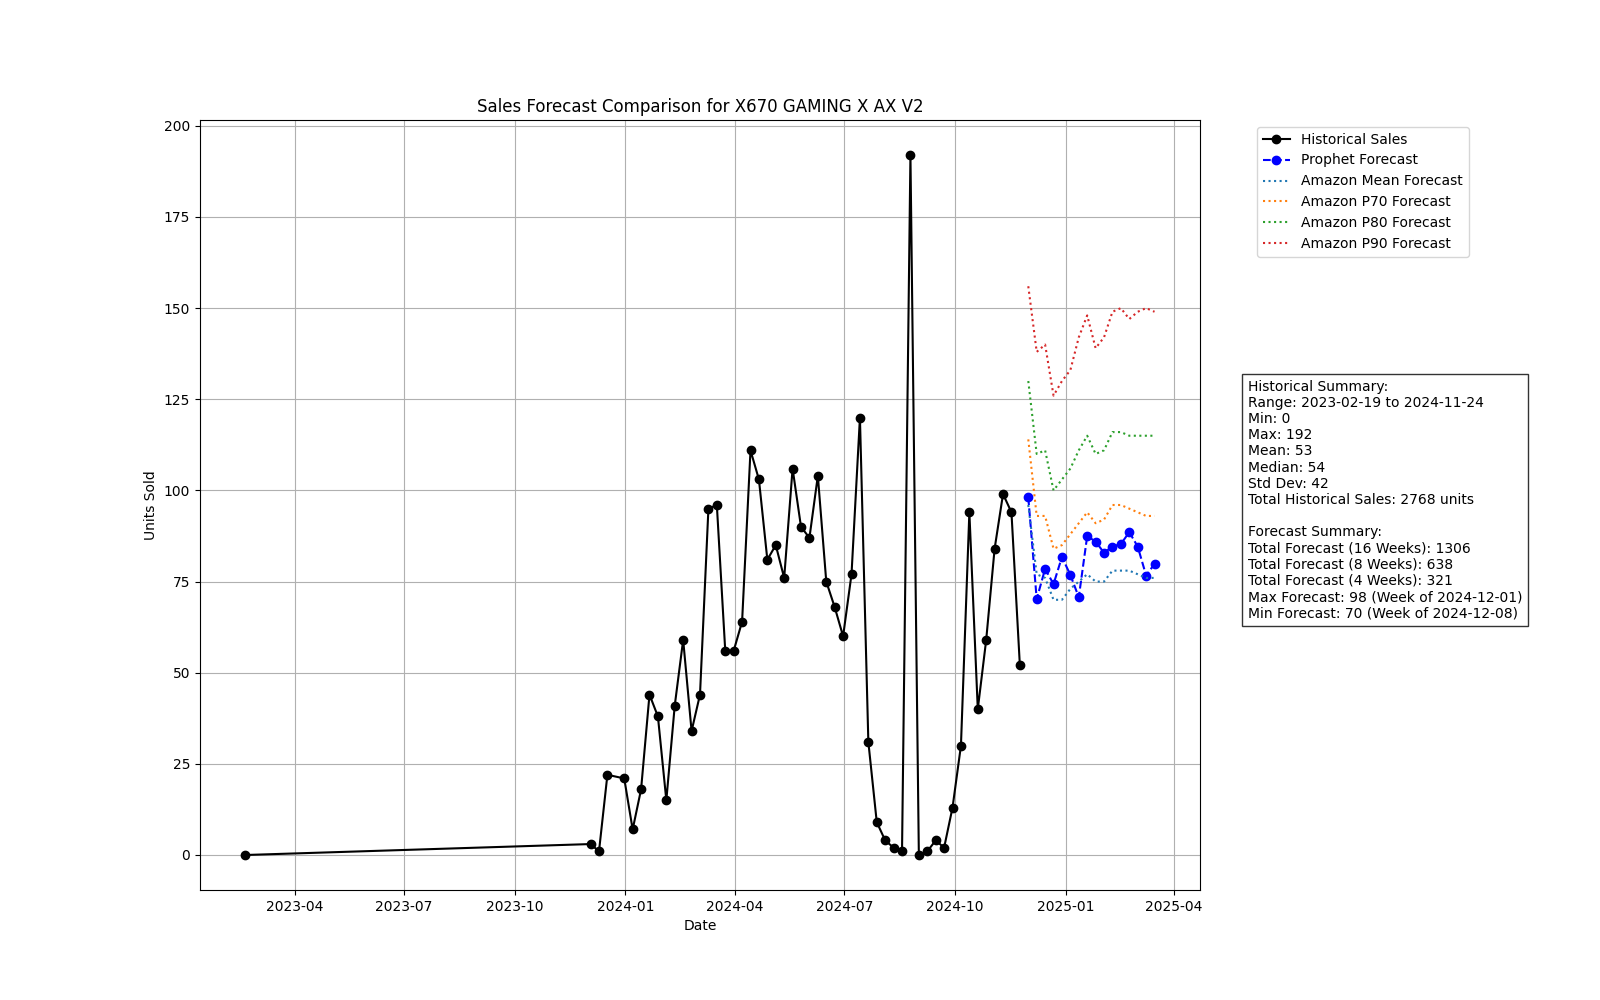 Sales Forecast Comparison for X670 GAMING X AX V2
200
175
150
125
100
75
50
25
0
Units Sold
2023-04
2023-07
2023-10
2024-01
2024-04
2024-07
2024-10
2025-01
2025-04
Date
Historical Sales
Prophet Forecast
Amazon Mean Forecast
Amazon P70 Forecast
Amazon P80 Forecast
Amazon P90 Forecast
Historical Summary:
Range: 2023-02-19 to 2024-11-24
Min: 0
Max: 192
Mean: 53
Median: 54
Std Dev: 42
Total Historical Sales: 2768 units
Forecast Summary:
Total Forecast (16 Weeks): 1306
Total Forecast (8 Weeks): 638
Total Forecast (4 Weeks): 321
Max Forecast: 98 (Week of 2024-12-01)
Min Forecast: 70 (Week of 2024-12-08)